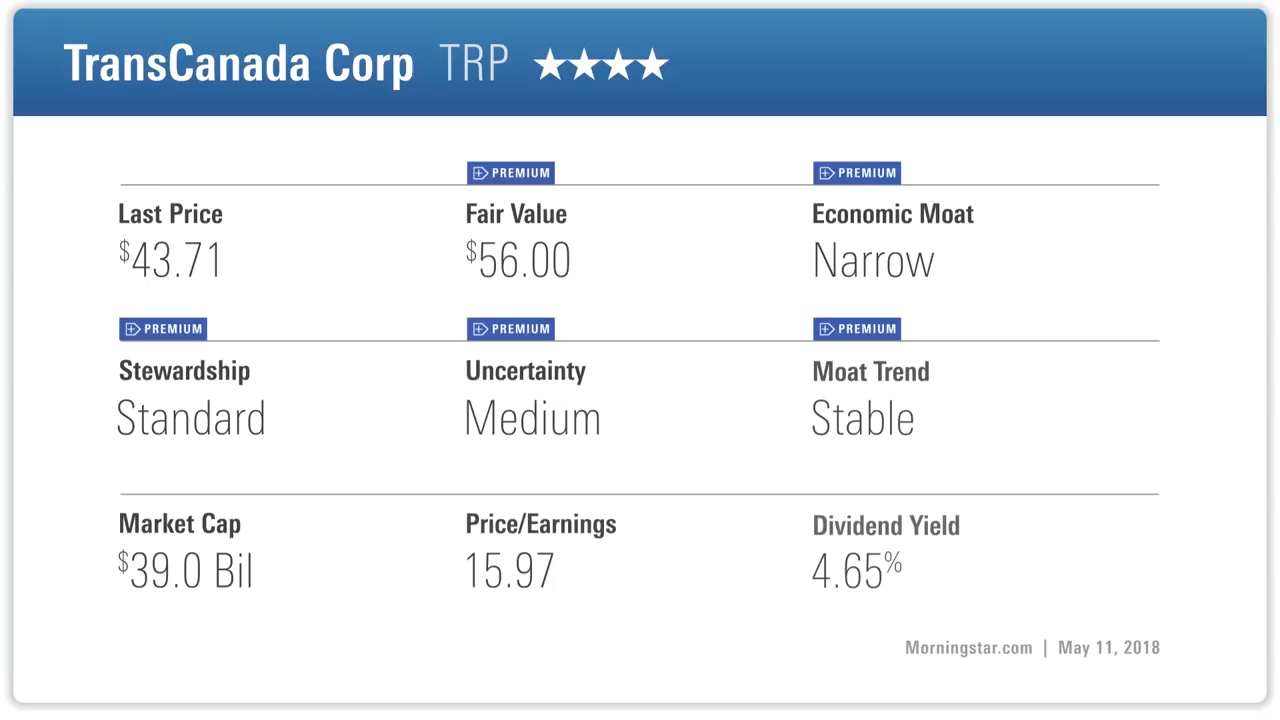 TransCanada Corp TRP ★★★★
PREMIUM PREMIUM
Last Price Fair Value Economic Moat
$43.71 $56.00 Narrow
PREMIUM PREMIUM PREMIUM
Stewardship Uncertainty Moat Trend
Standard Medium Stable
Market Cap Price/Earnings Dividend Yield
$39.0 Bil 15.97 4.65%
Morningstar.com | May 11, 2018